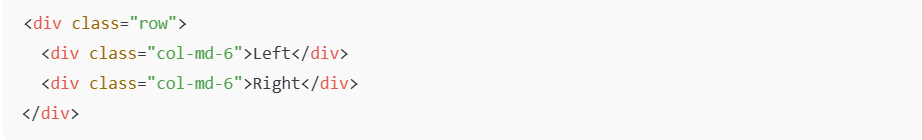 <div class="row">
  <div class="col-md-6">Left</div>
  <div class="col-md-6">Right</div>
</div>